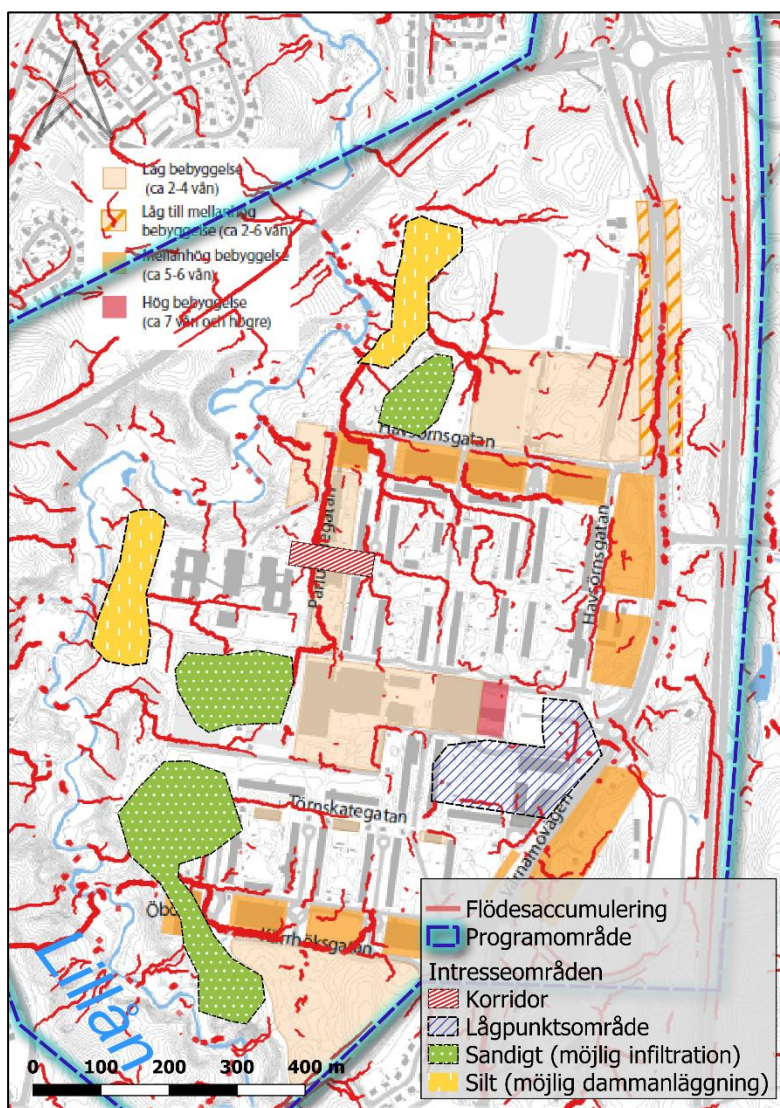 Låg bebyggelse
(ca 2-4 vån)
Låg till mellanhög
bebyggelse (ca 2-6 vån)
Mellanhög bebyggelse
(ca 5-6 vån)
Hög bebyggelse
(ca 7 vån och högre)
Havsörnsgatan
Havsörnsgatan
Törnskategatan
Värnamovägen
Kärrhöksgatan
Lillån
0 100 200 300 400 m
Flödesaccumulering
Programområde
Intresseområden
Korridor
Lågpunktsområde
Sandigt (möjlig infiltration)
Silt (möjlig dammanläggning)